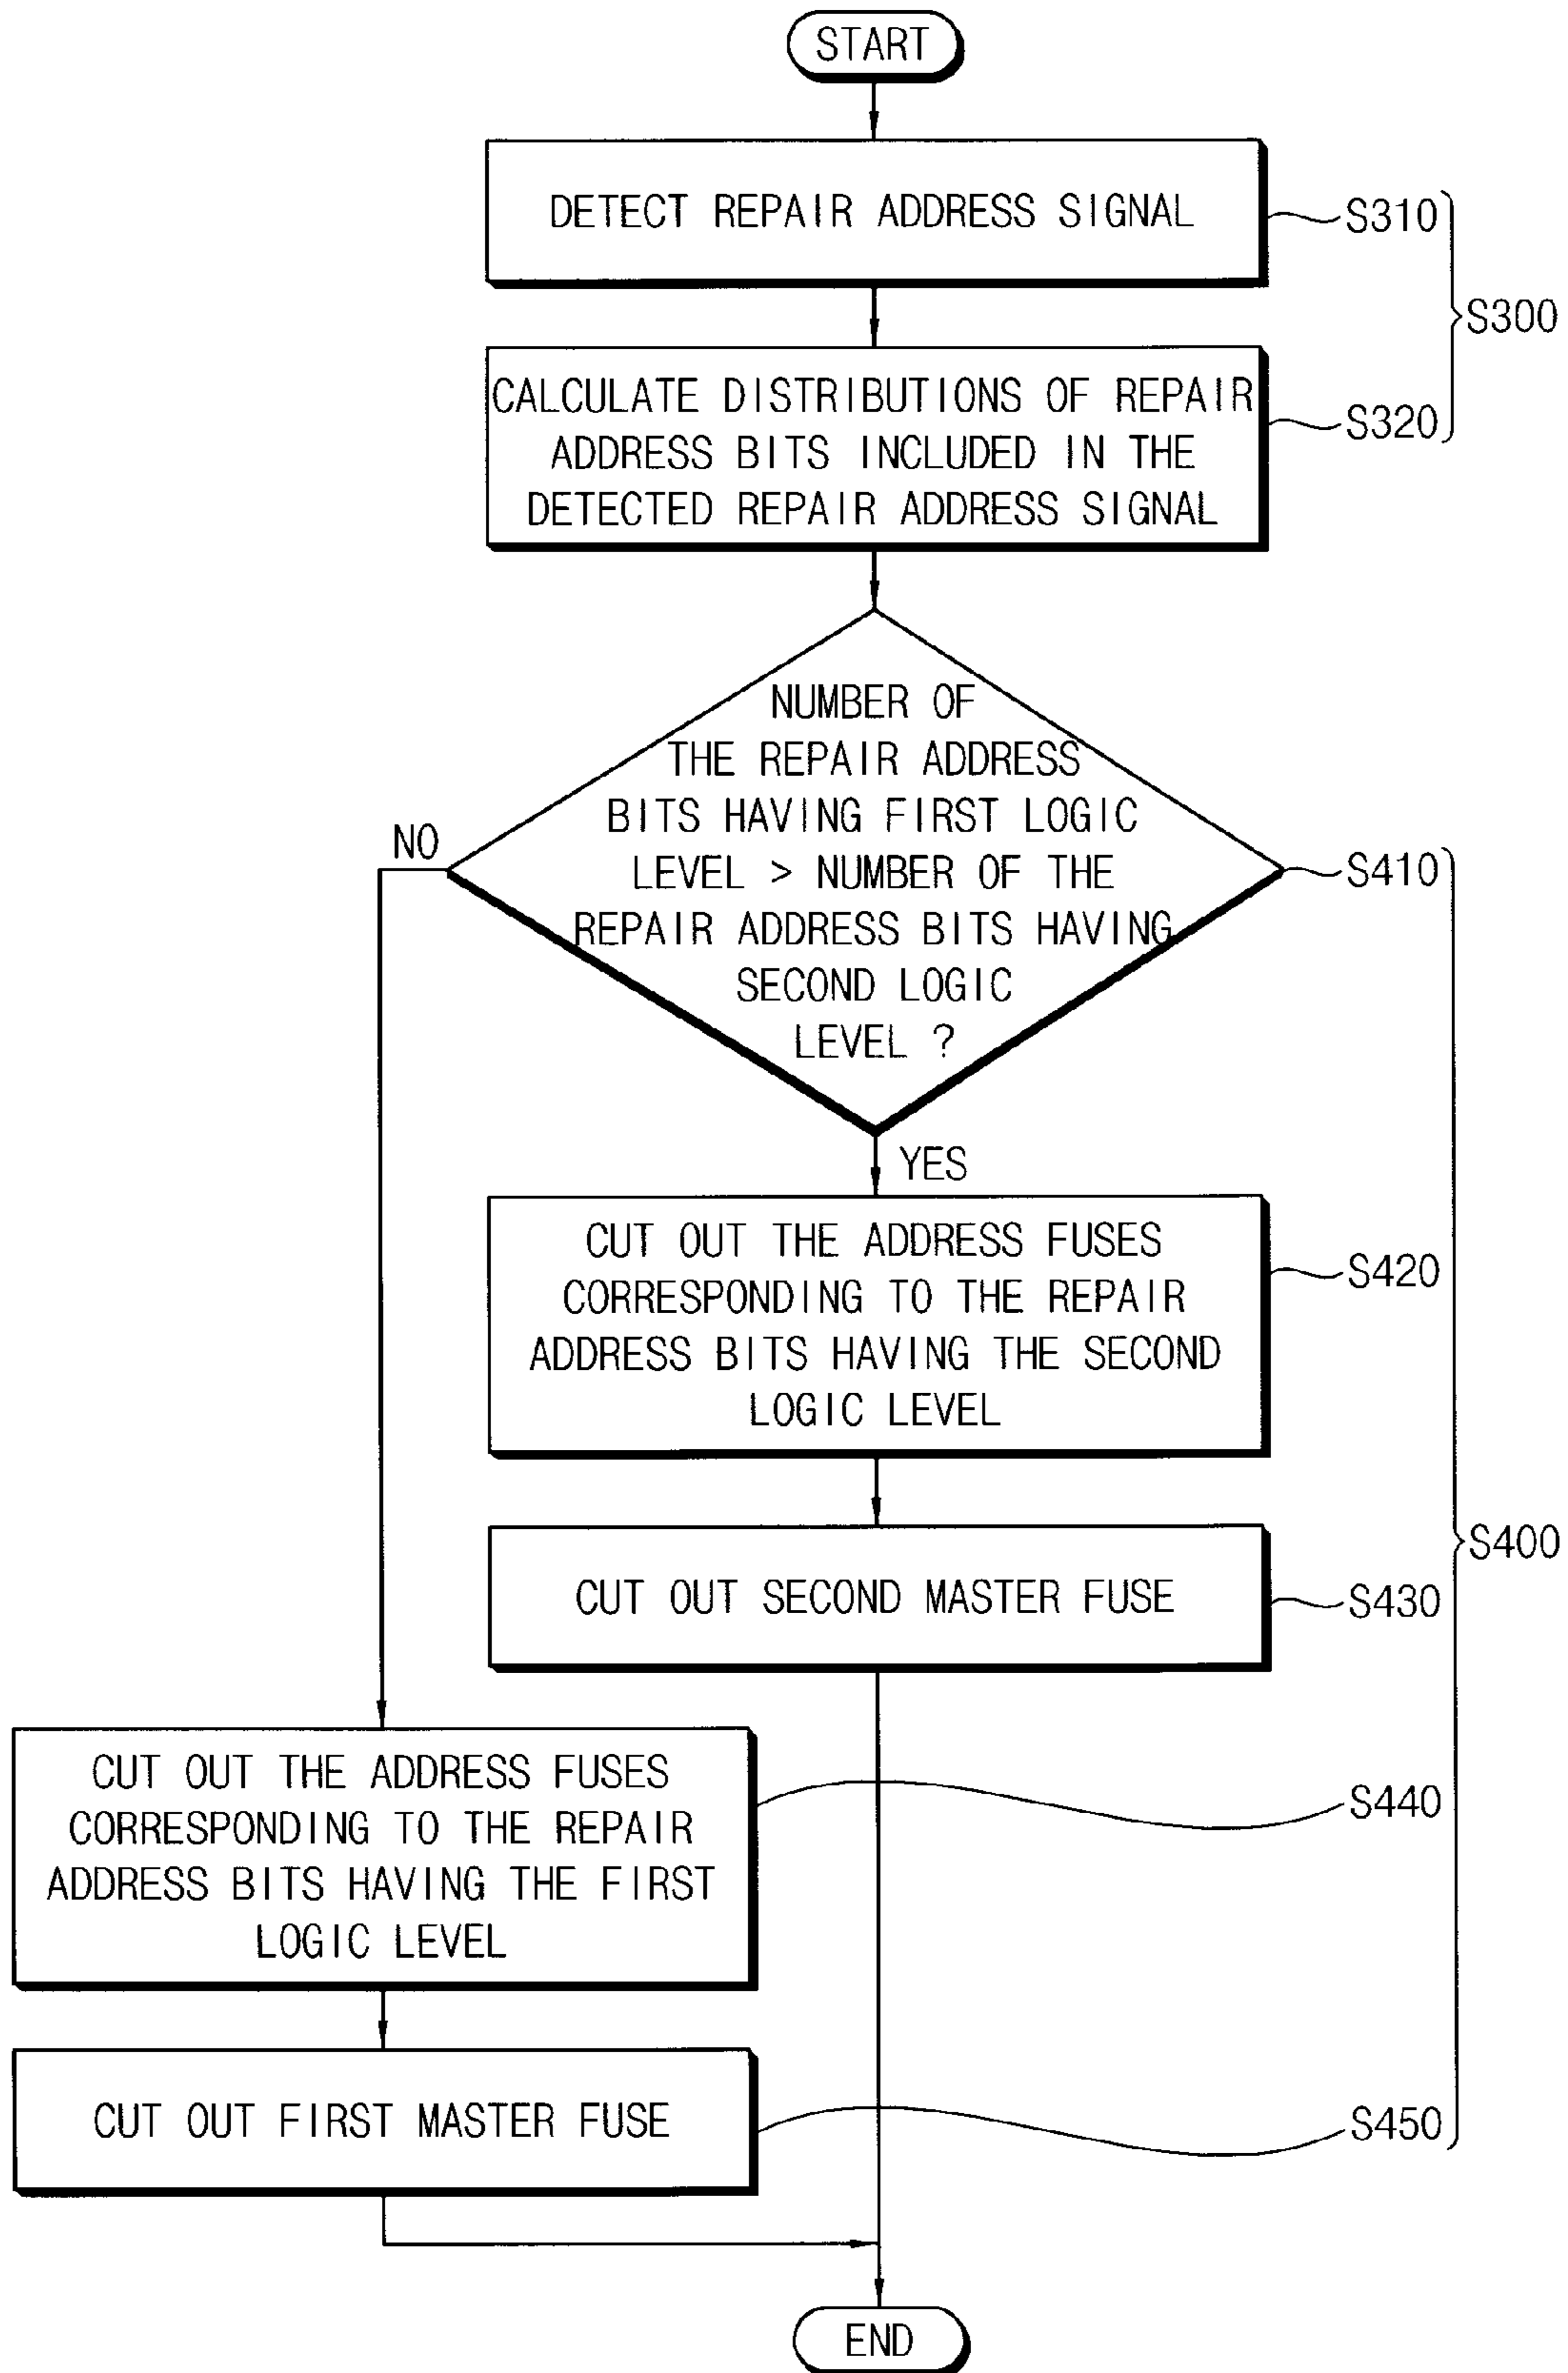 START
DETECT REPAIR ADDRESS SIGNAL
S310
S300
CALCULATE DISTRIBUTIONS OF REPAIR
ADDRESS BITS INCLUDED IN THE
DETECTED REPAIR ADDRESS SIGNAL
S320
NUMBER OF
THE REPAIR ADDRESS
BITS HAVING FIRST LOGIC
LEVEL > NUMBER OF THE
REPAIR ADDRESS BITS HAVING
SECOND LOGIC
LEVEL ?
NO
S410
YES
CUT OUT THE ADDRESS FUSES
CORRESPONDING TO THE REPAIR
ADDRESS BITS HAVING THE SECOND
LOGIC LEVEL
S420
CUT OUT SECOND MASTER FUSE
S430
S400
CUT OUT THE ADDRESS FUSES
CORRESPONDING TO THE REPAIR
ADDRESS BITS HAVING THE FIRST
LOGIC LEVEL
S440
CUT OUT FIRST MASTER FUSE
S450
END